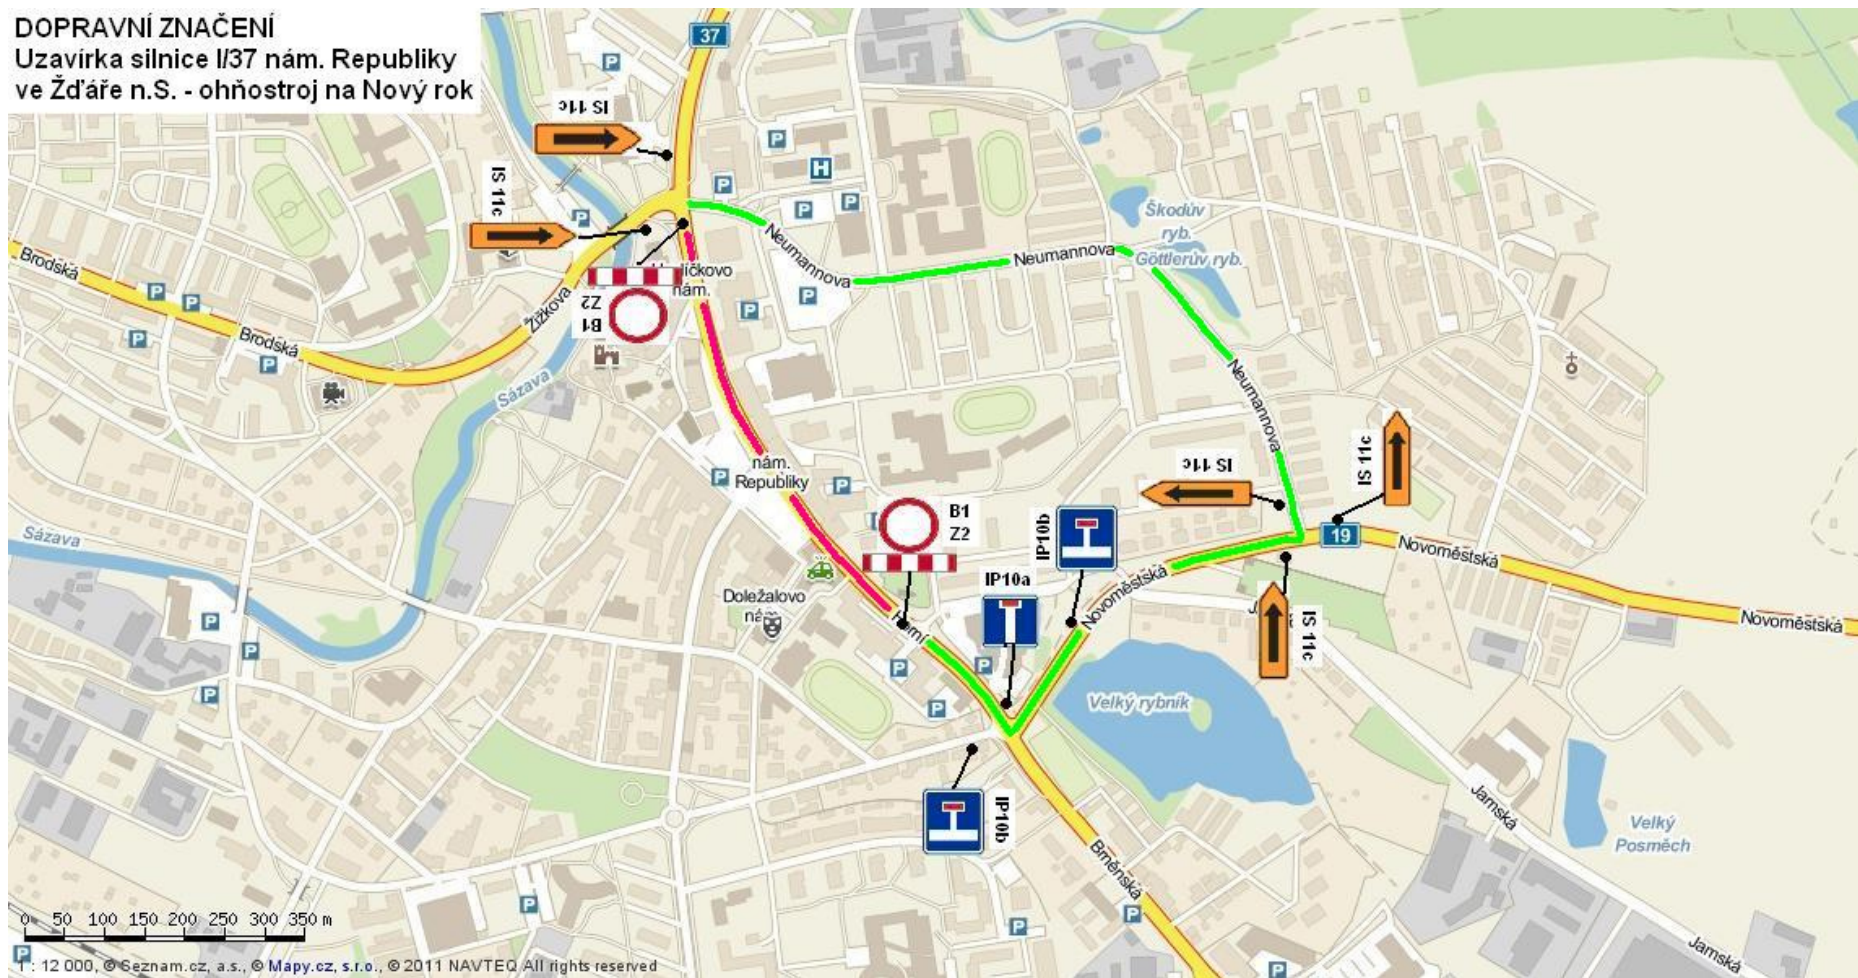 DOPRAVNÍ ZNAČENÍ
Uzavírka silnice I/37 nám. Republiky
ve Žďáře n.S. - ohňostroj na Nový rok
37
P
IS 11c
P
H
IS 11c
P
P
P
P
Škodův
ryb.
Neumannova
Neumannova
Göttlerův ryb.
Brodská
P
P
nám.
P
P
Žižkova
Z2
B1
Brodská
P
P
Sázava
Neumannova
nám.
Republiky
P
P
IS 11c
IS 11c
B1
Z2
IP10b
19
Novoměstská
Sázava
IP10a
Novoměstská
Doležalovo
P
Horní
IS 11c
Novoměstská
P
P
P
P
P
Velký rybník
IP10b
Jamská
Velký
Posměch
Brněnská
P
P
P
Jamská
0 50 100 150 200 250 300 350 m
P
P
1 : 12 000, © Seznam.cz, a.s., © Mapy.cz, s.r.o., © 2011 NAVTEQ All rights reserved